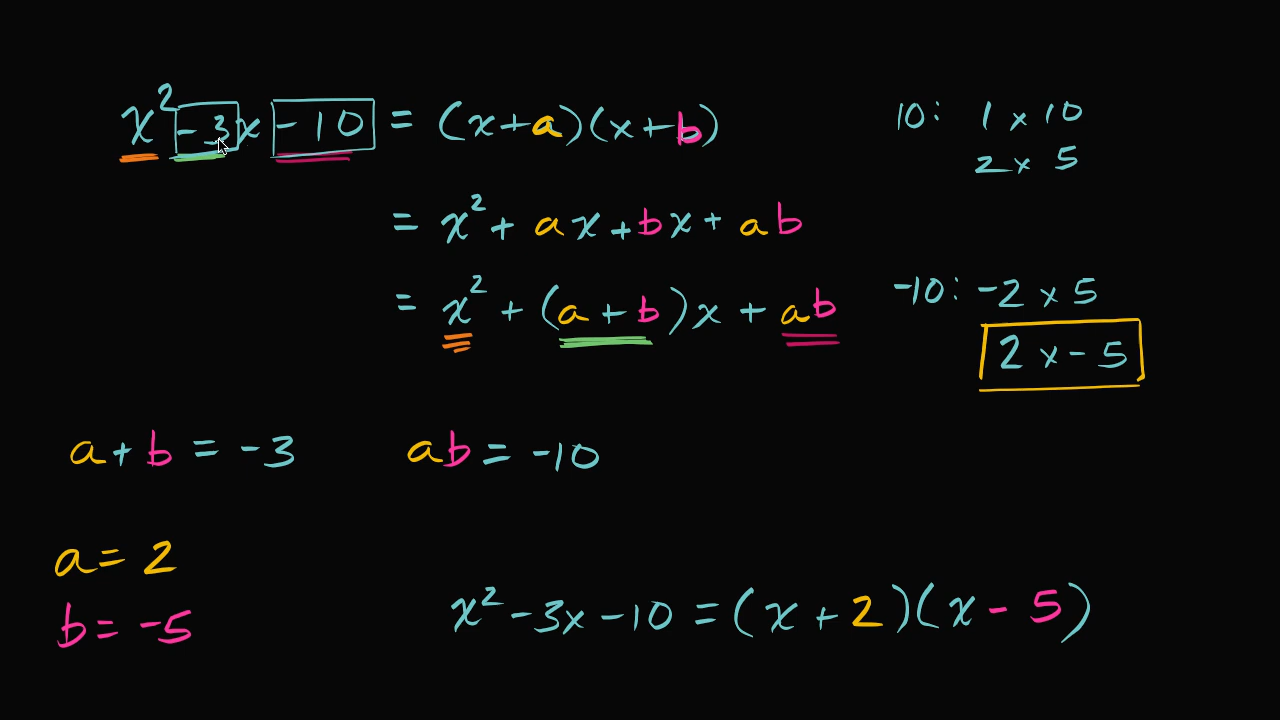 x² - 3x - 10 = (x + a)(x + b)
= x² + ax + bx + ab
= x² + (a + b)x + ab
10: 1 x 10
2 x 5
-10: -2 x 5
2 x -5
a + b = -3
ab = -10
a = 2
b = -5
x² - 3x - 10 = (x + 2)(x - 5)